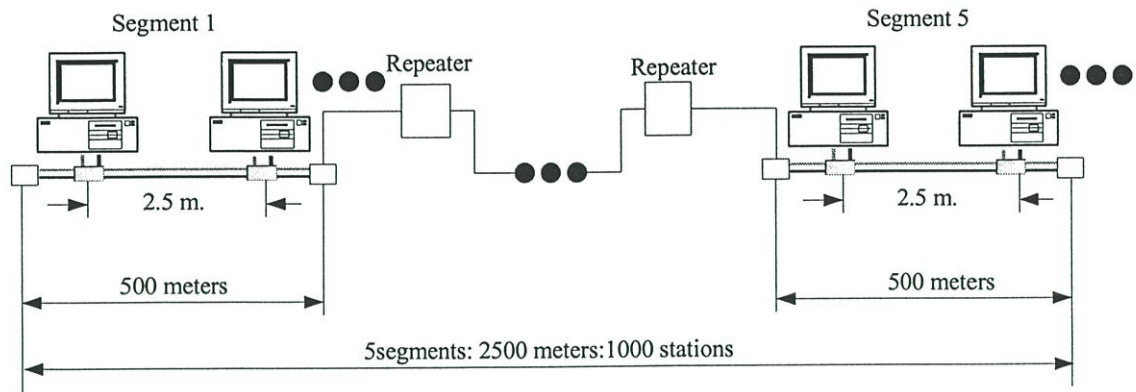 Segment 1
Segment 5
Repeater
Repeater
2.5 m.
2.5 m.
500 meters
500 meters
5segments: 2500 meters:1000 stations